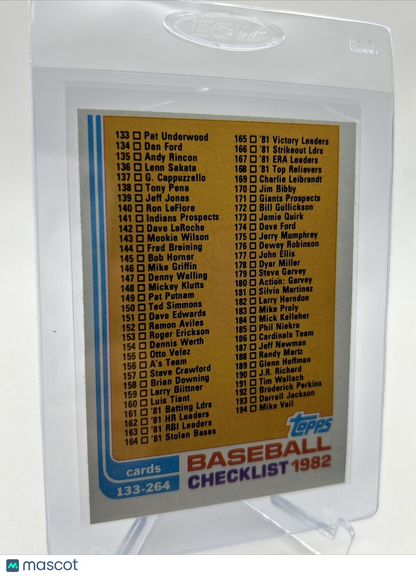 133 □ Pat Underwood
134 □ Dan Ford
135 □ Andy Rincon
136 □ Lenn Sakata
137 □ G. Cappuzzello
138 □ Tony Pena
139 □ Jeff Jones
140 □ Ron LeFlore
141 □ Indians Prospects
142 □ Dave LaRoche
143 □ Mookie Wilson
144 □ Fred Breining
145 □ Bob Horner
146 □ Mike Griffin
147 □ Denny Walling
148 □ Mickey Klutts
149 □ Pat Putnam
150 □ Ted Simmons
151 □ Dave Edwards
152 □ Ramon Aviles
153 □ Roger Erickson
154 □ Dennis Werth
155 □ Otto Velez
156 □ A's Team
157 □ Steve Crawford
158 □ Brian Downing
159 □ Larry Biittner
160 □ Luis Tiant
161 □ '81 Batting Ldrs
162 □ '81 HR Leaders
163 □ '81 RBI Leaders
164 □ '81 Stolen Bases
165 □ '81 Victory Leaders
166 □ '81 Strikeout Ldrs
167 □ '81 ERA Leaders
168 □ '81 Top Relievers
169 □ Charlie Leibrandt
170 □ Jim Bibby
171 □ Giants Prospects
172 □ Bill Gullickson
173 □ Jamie Quirk
174 □ Dave Ford
175 □ Jerry Mumphrey
176 □ Dewey Robinson
177 □ John Ellis
178 □ Dyar Miller
179 □ Steve Garvey
180 □ Action: Garvey
181 □ Silvio Martinez
182 □ Larry Herndon
183 □ Mike Proly
184 □ Mick Kelleher
185 □ Phil Niekro
186 □ Cardinals Team
187 □ Jeff Newman
188 □ Randy Martz
189 □ Glenn Hoffman
190 □ J.R. Richard
191 □ Tim Wallach
192 □ Broderick Perkins
193 □ Darrell Jackson
194 □ Mike Vail
topps
cards
133-264
BASEBALL
CHECKLIST 1982
mascot